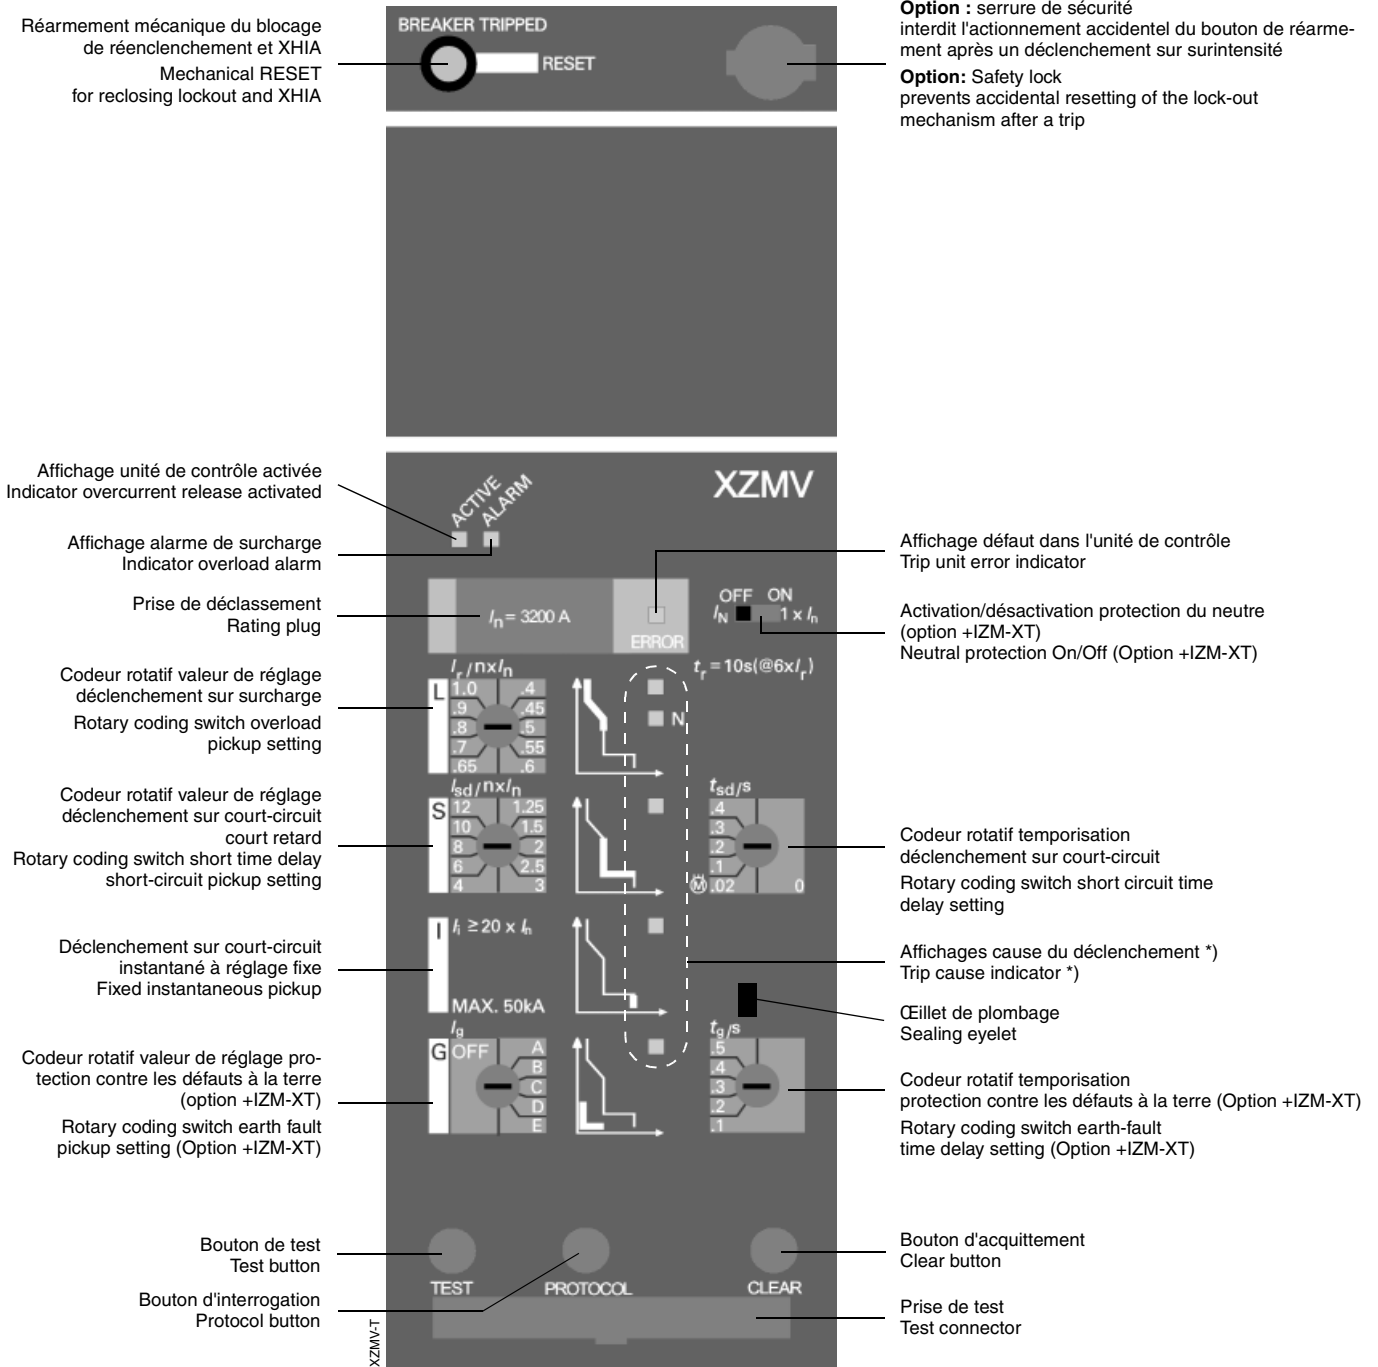 Réarmement mécanique du blocage
de réenclenchement et XHIA
Mechanical RESET
for reclosing lockout and XHIA
BREAKER TRIPPED
RESET
Option : serrure de sécurité
interdit l'actionnement accidentel du bouton de réarme-
ment après un déclenchement sur surintensité
Option: Safety lock
prevents accidental resetting of the lock-out
mechanism after a trip
Affichage unité de contrôle activée
Indicator overcurrent release activated
Affichage alarme de surcharge
Indicator overload alarm
Prise de déclassement
Rating plug
Codeur rotatif valeur de réglage
déclenchement sur surcharge
Rotary coding switch overload
pickup setting
Codeur rotatif valeur de réglage
déclenchement sur court-circuit
court retard
Rotary coding switch short time delay
short-circuit pickup setting
Déclenchement sur court-circuit
instantané à réglage fixe
Fixed instantaneous pickup
Codeur rotatif valeur de réglage pro-
tection contre les défauts à la terre
(option +IZM-XT)
Rotary coding switch earth fault
pickup setting (Option +IZM-XT)
Bouton de test
Test button
Bouton d'interrogation
Protocol button
XZMV
ACTIVE
ALARM
In = 3200 A
ERROR
OFF ON
IN 1 x In
Ir/nxIn
tr =10s(@6xIr)
L
1.0 .4
.9 .45
.8 .5
.7 .55
.65 .6
N
Isd/nxIn
tsd/s
S
12 1.25
10 1.5
8 2
6 2.5
4 3
.4
.3
.2
.1
M .02 0
I
Ii ≥20 x In
MAX. 50kA
Ig
tg/s
G
OFF A
B
C
D
E
.5
.4
.3
.2
.1
TEST
PROTOCOL
CLEAR
XZMV-T
Affichage défaut dans l'unité de contrôle
Trip unit error indicator
Activation/désactivation protection du neutre
(option +IZM-XT)
Neutral protection On/Off (Option +IZM-XT)
Codeur rotatif temporisation
déclenchement sur court-circuit
Rotary coding switch short circuit time
delay setting
Affichages cause du déclenchement *)
Trip cause indicator *)
Œillet de plombage
Sealing eyelet
Codeur rotatif temporisation
protection contre les défauts à la terre (Option +IZM-XT)
Rotary coding switch earth-fault
time delay setting (Option +IZM-XT)
Bouton d'acquittement
Clear button
Prise de test
Test connector